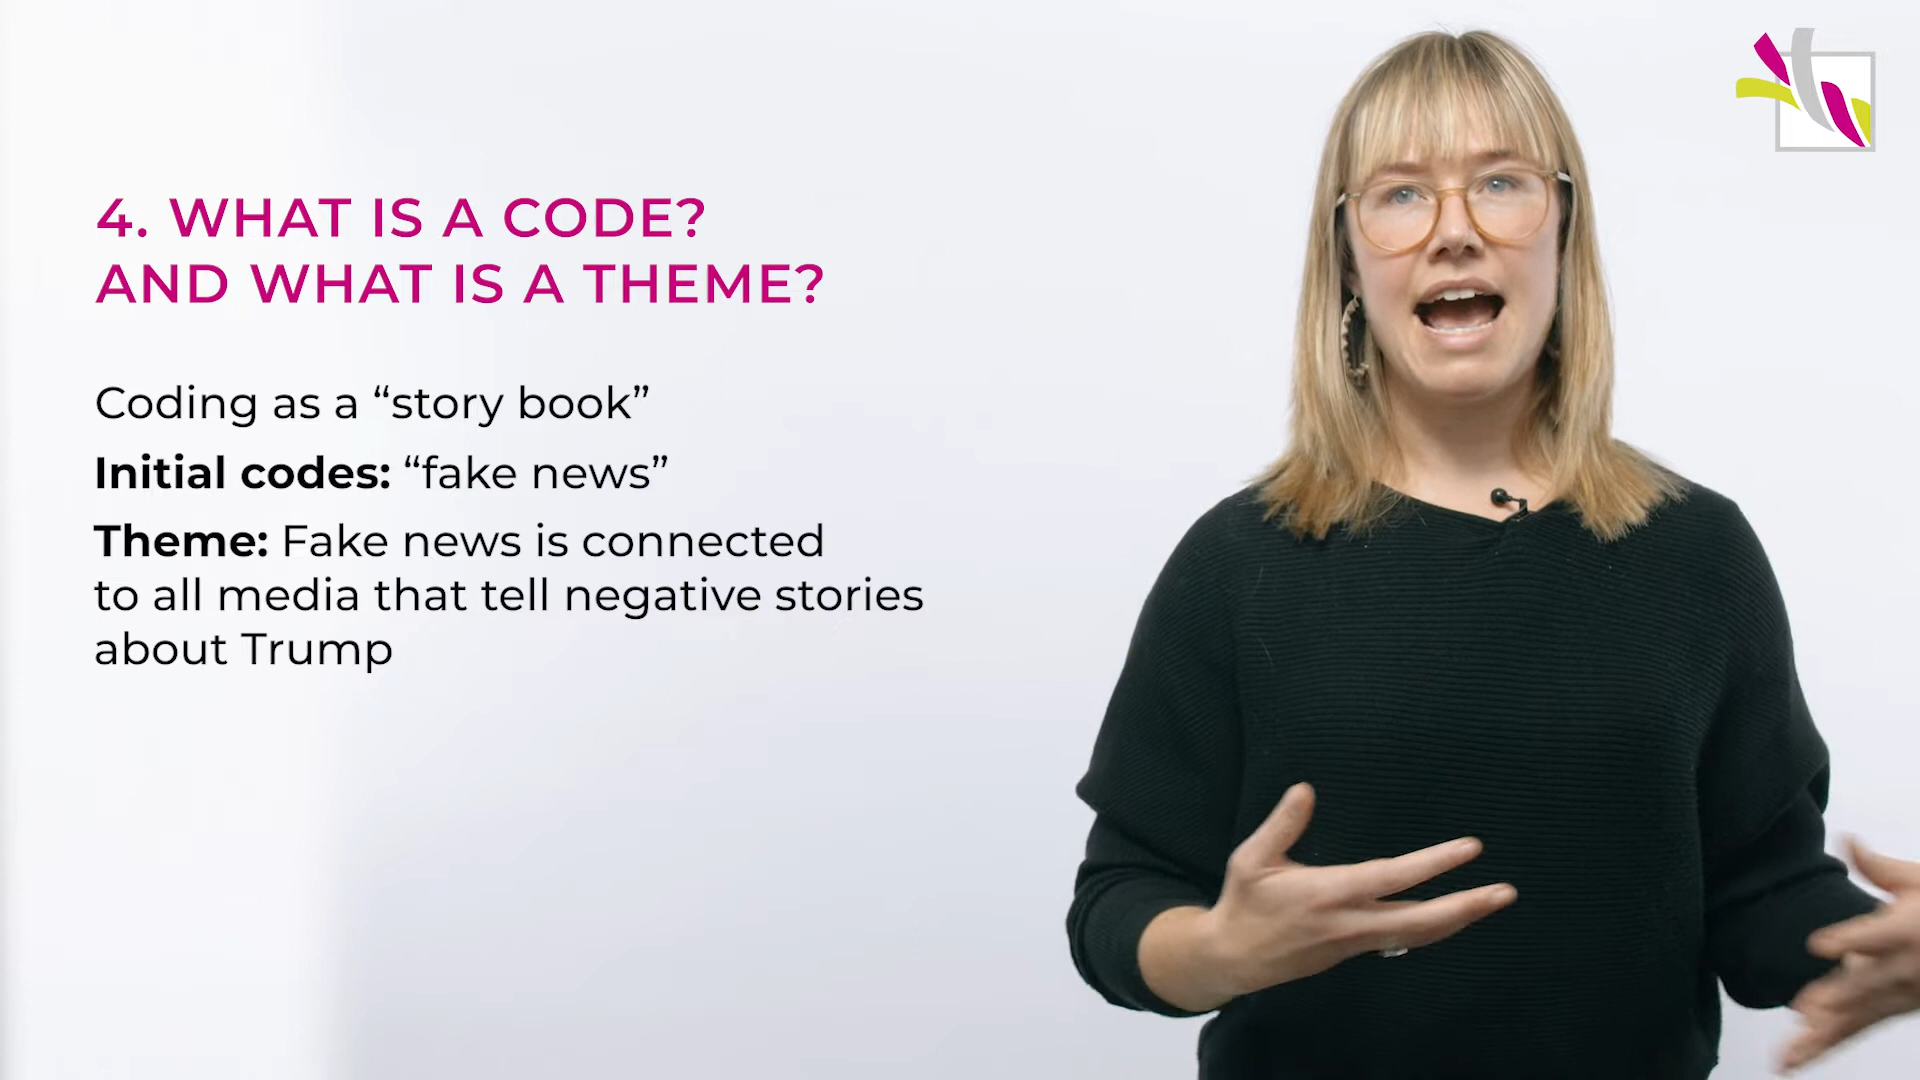 4. WHAT IS A CODE?
AND WHAT IS A THEME?
Coding as a “story book”
Initial codes: “fake news”
Theme: Fake news is connected
to all media that tell negative stories
about Trump